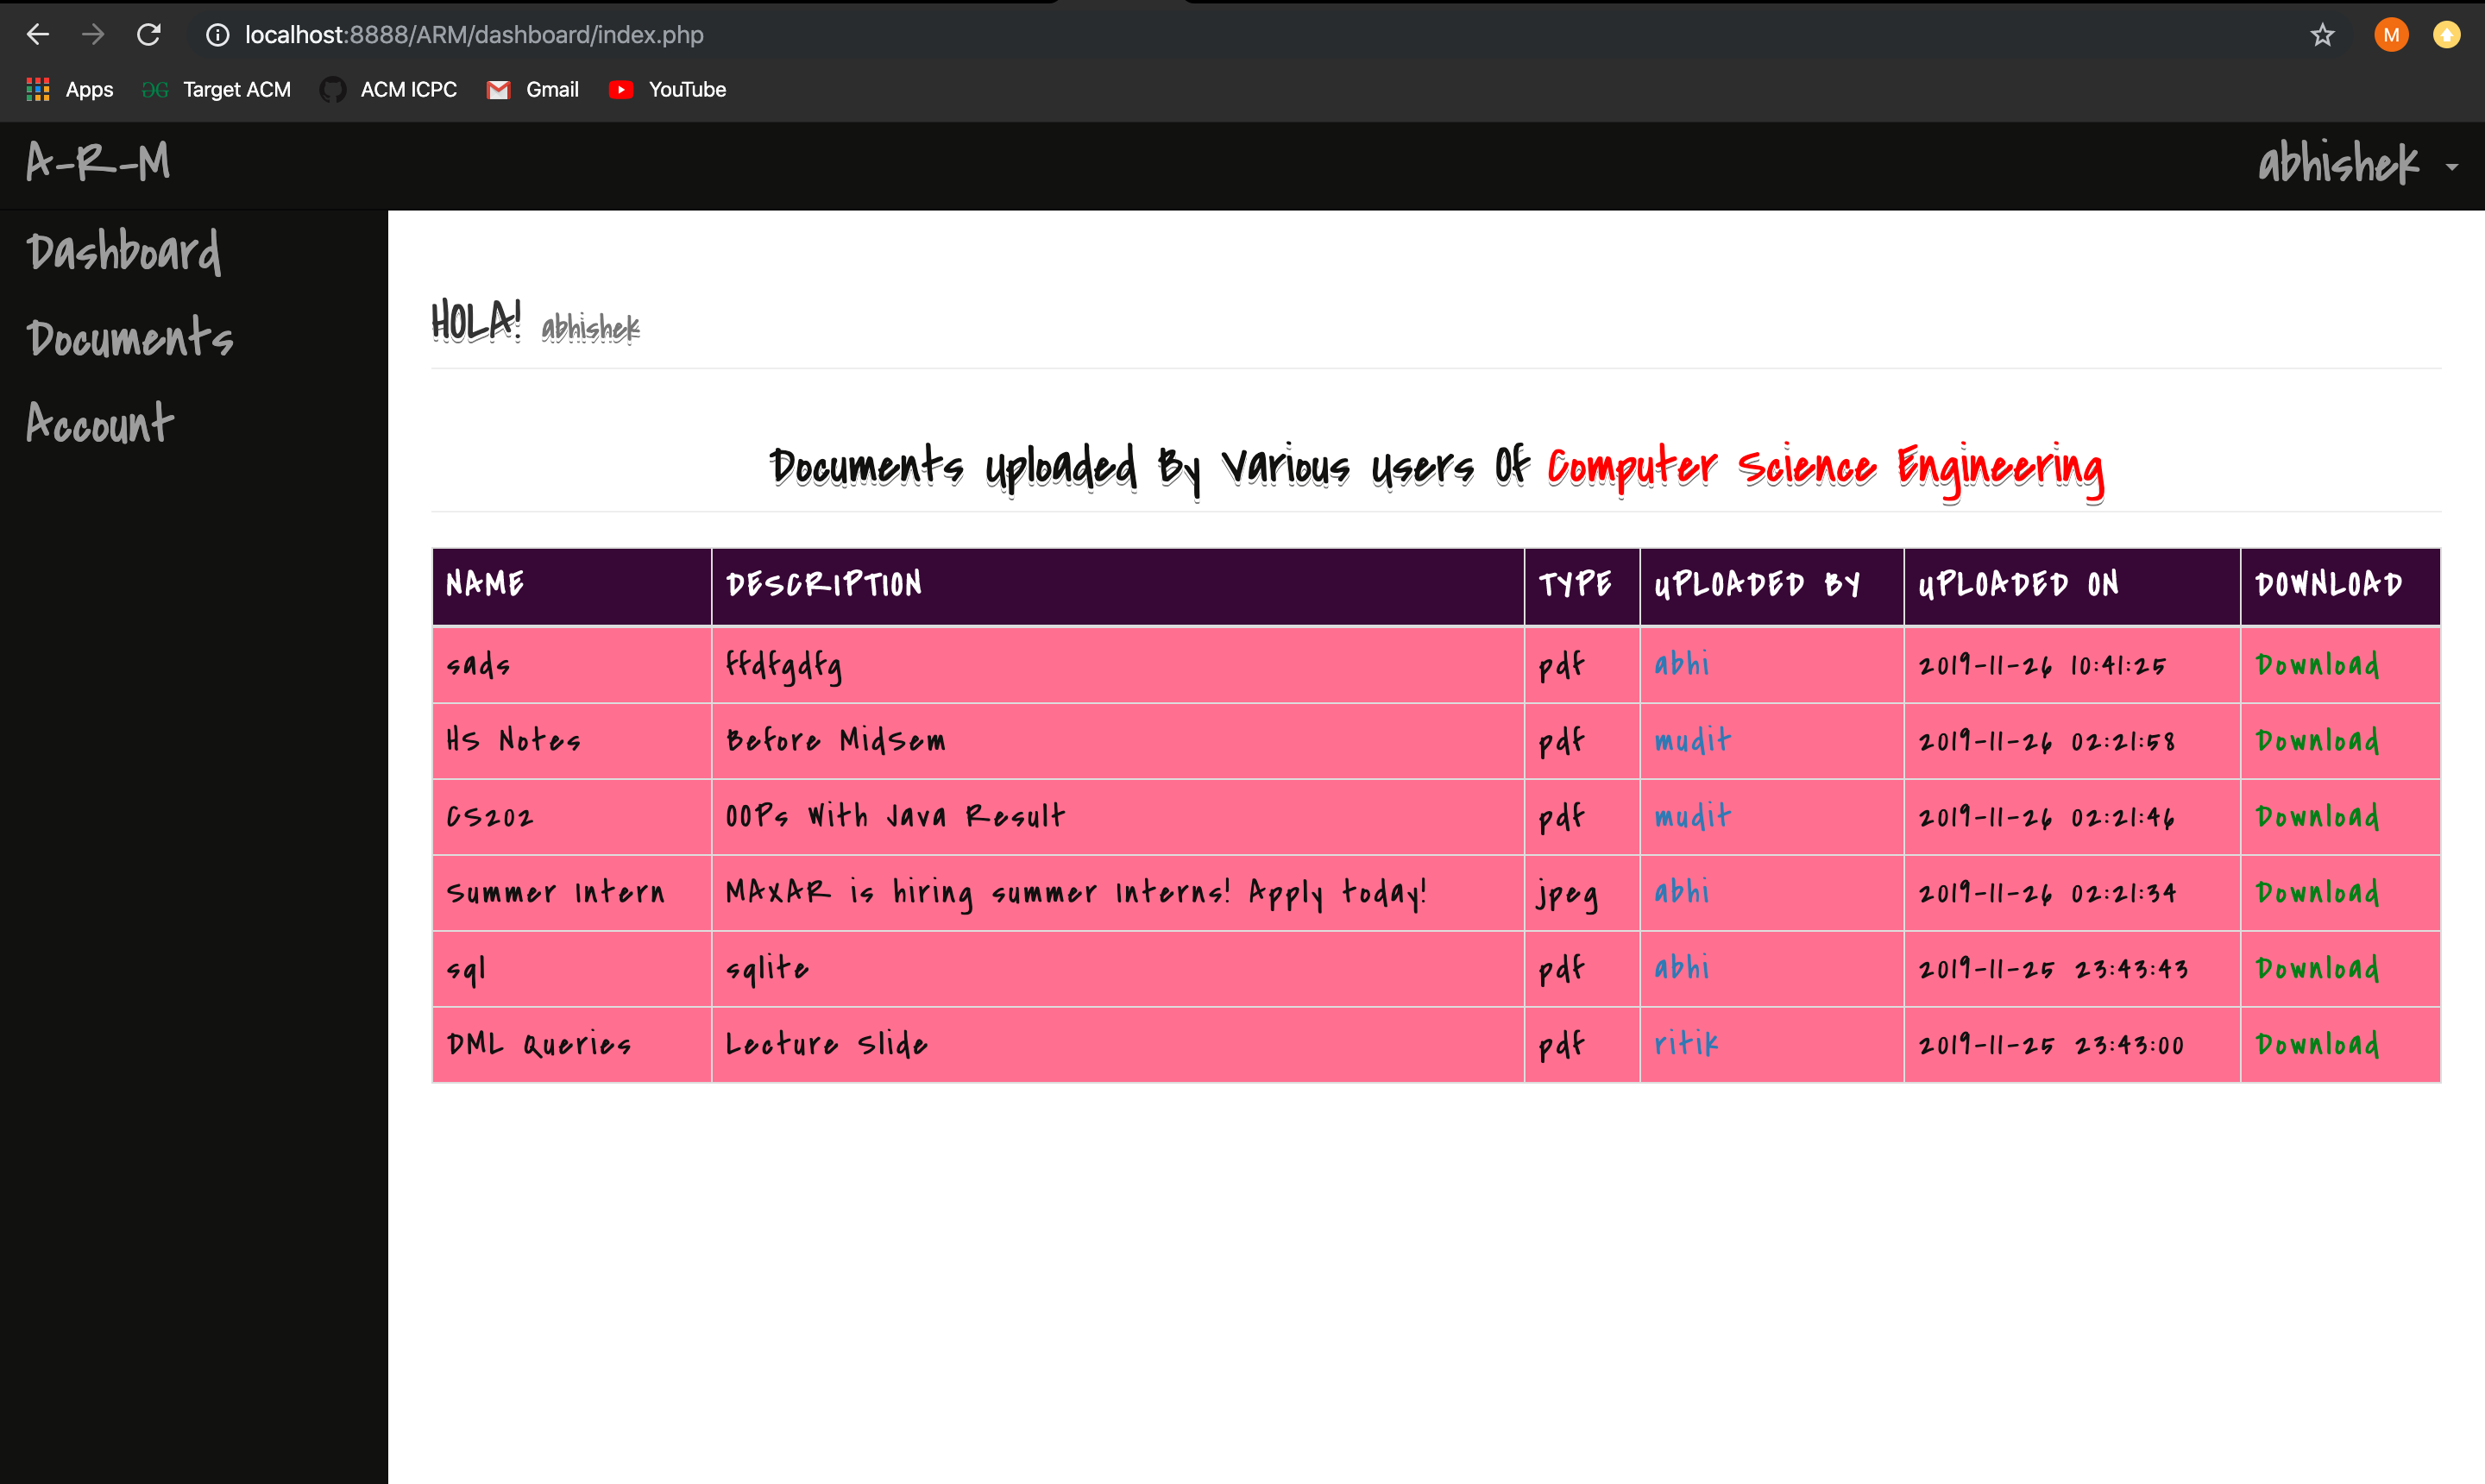 localhost:8888/ARM/dashboard/index.php M
Apps Target ACM ACM ICPC Gmail YouTube
A-R-M abhishek
Dashboard
Documents
Account
HOLA! abhishek
Documents Uploaded By Various Users Of Computer Science Engineering
NAME DESCRIPTION TYPE UPLOADED BY UPLOADED ON DOWNLOAD
sads ffdfgdfg pdf abhi 2019-11-26 10:41:25 Download
HS Notes Before Midsem pdf mudit 2019-11-26 02:21:58 Download
CS202 OOPs With Java Result pdf mudit 2019-11-26 02:21:46 Download
Summer Intern MAXAR is hiring summer Interns! Apply today! jpeg abhi 2019-11-26 02:21:34 Download
sql sqlite pdf abhi 2019-11-25 23:43:43 Download
DML Queries Lecture Slide pdf ritik 2019-11-25 23:43:00 Download